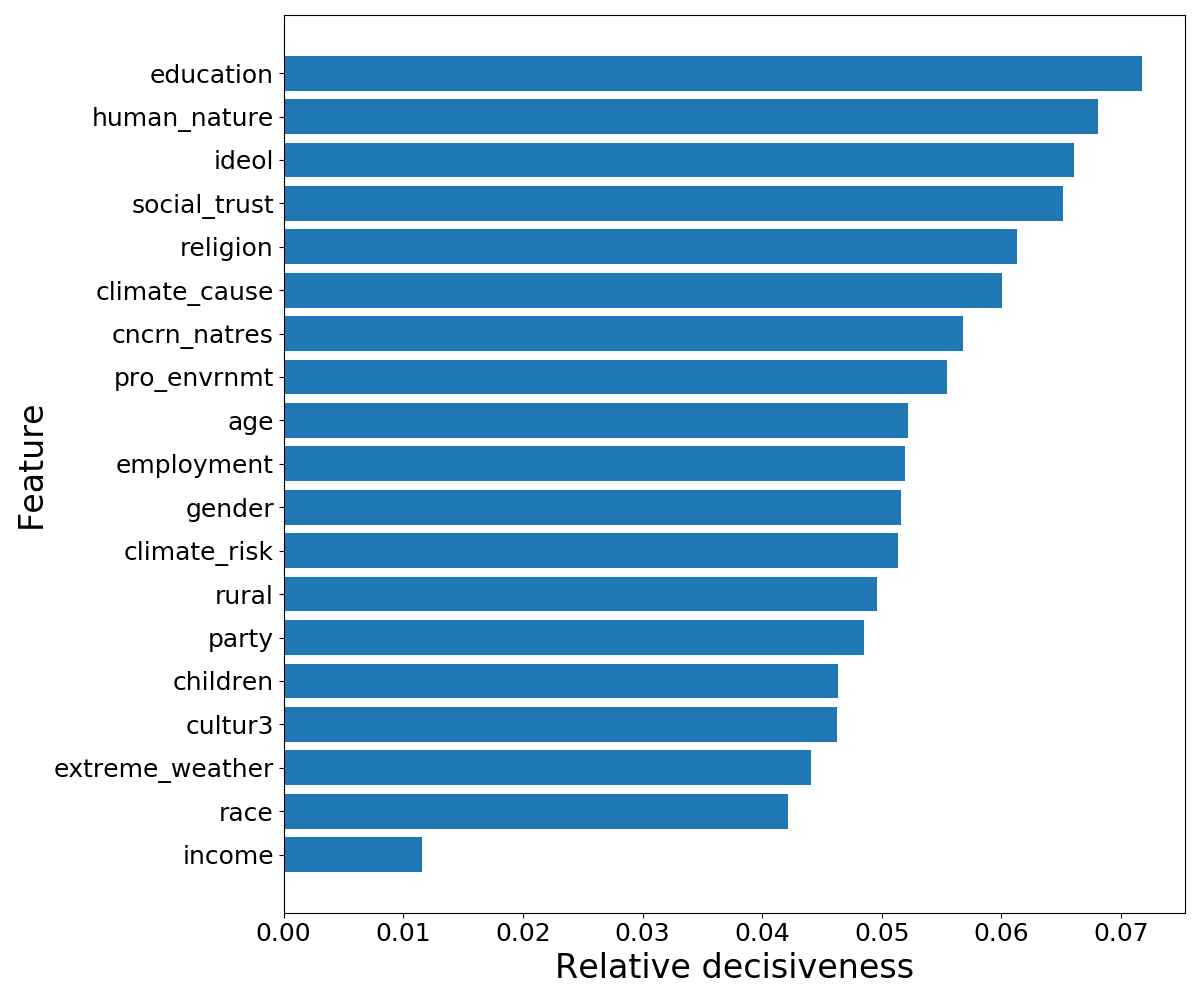 education
human_nature
ideol
social_trust
religion
climate_cause
cncrn_natres
pro_envrnmt
age
employment
gender
climate_risk
rural
party
children
cultur3
extreme_weather
race
income
Feature
0.00 0.01 0.02 0.03 0.04 0.05 0.06 0.07
Relative decisiveness